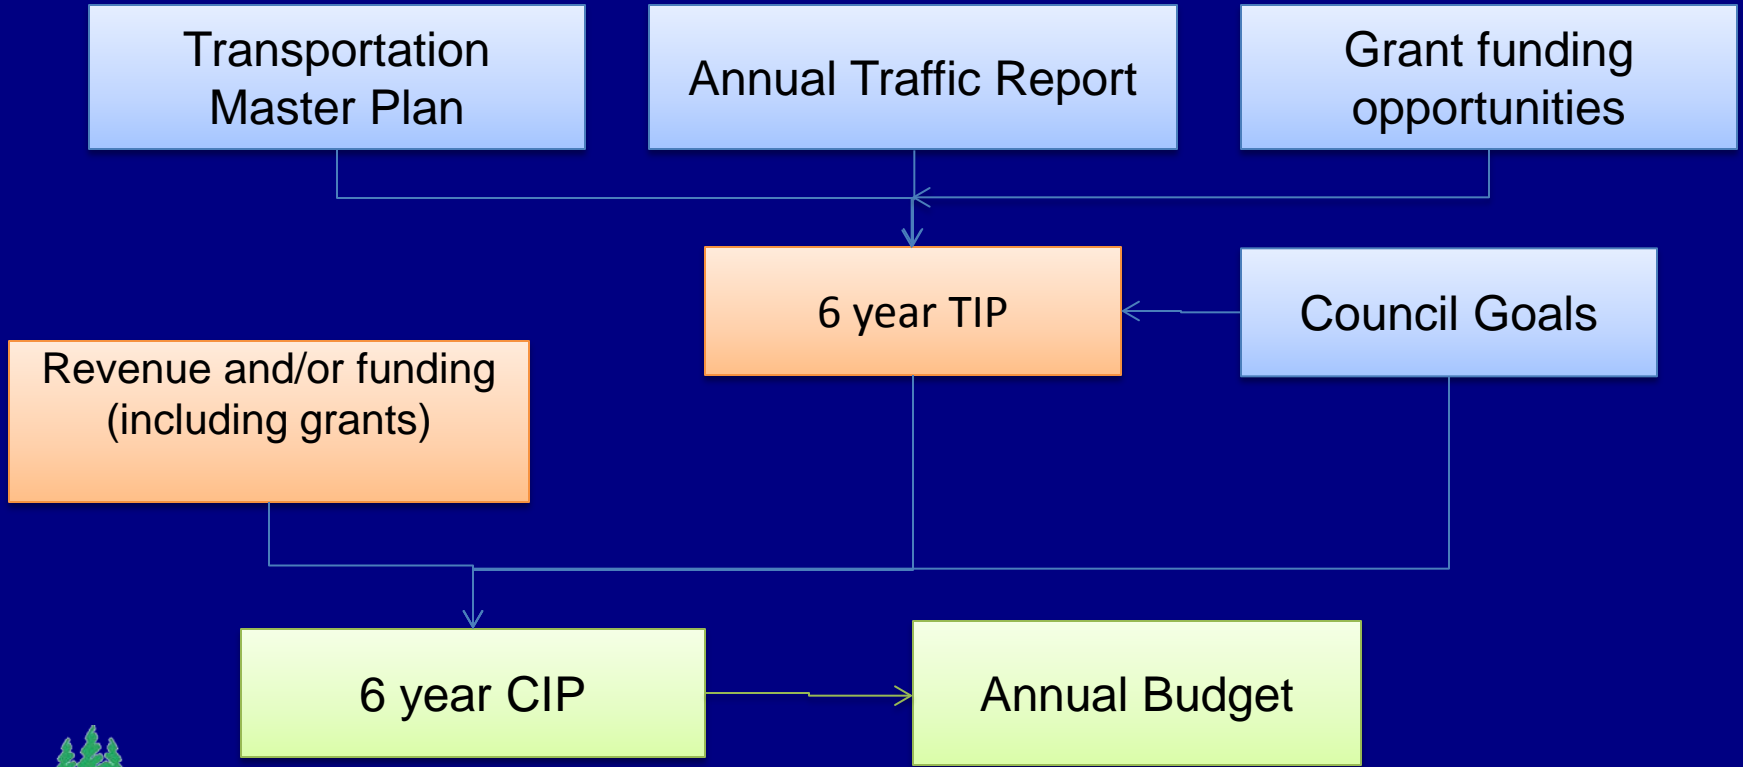 Transportation
Master Plan
Annual Traffic Report
Grant funding
opportunities
6 year TIP
Council Goals
Revenue and/or funding
(including grants)
6 year CIP
Annual Budget